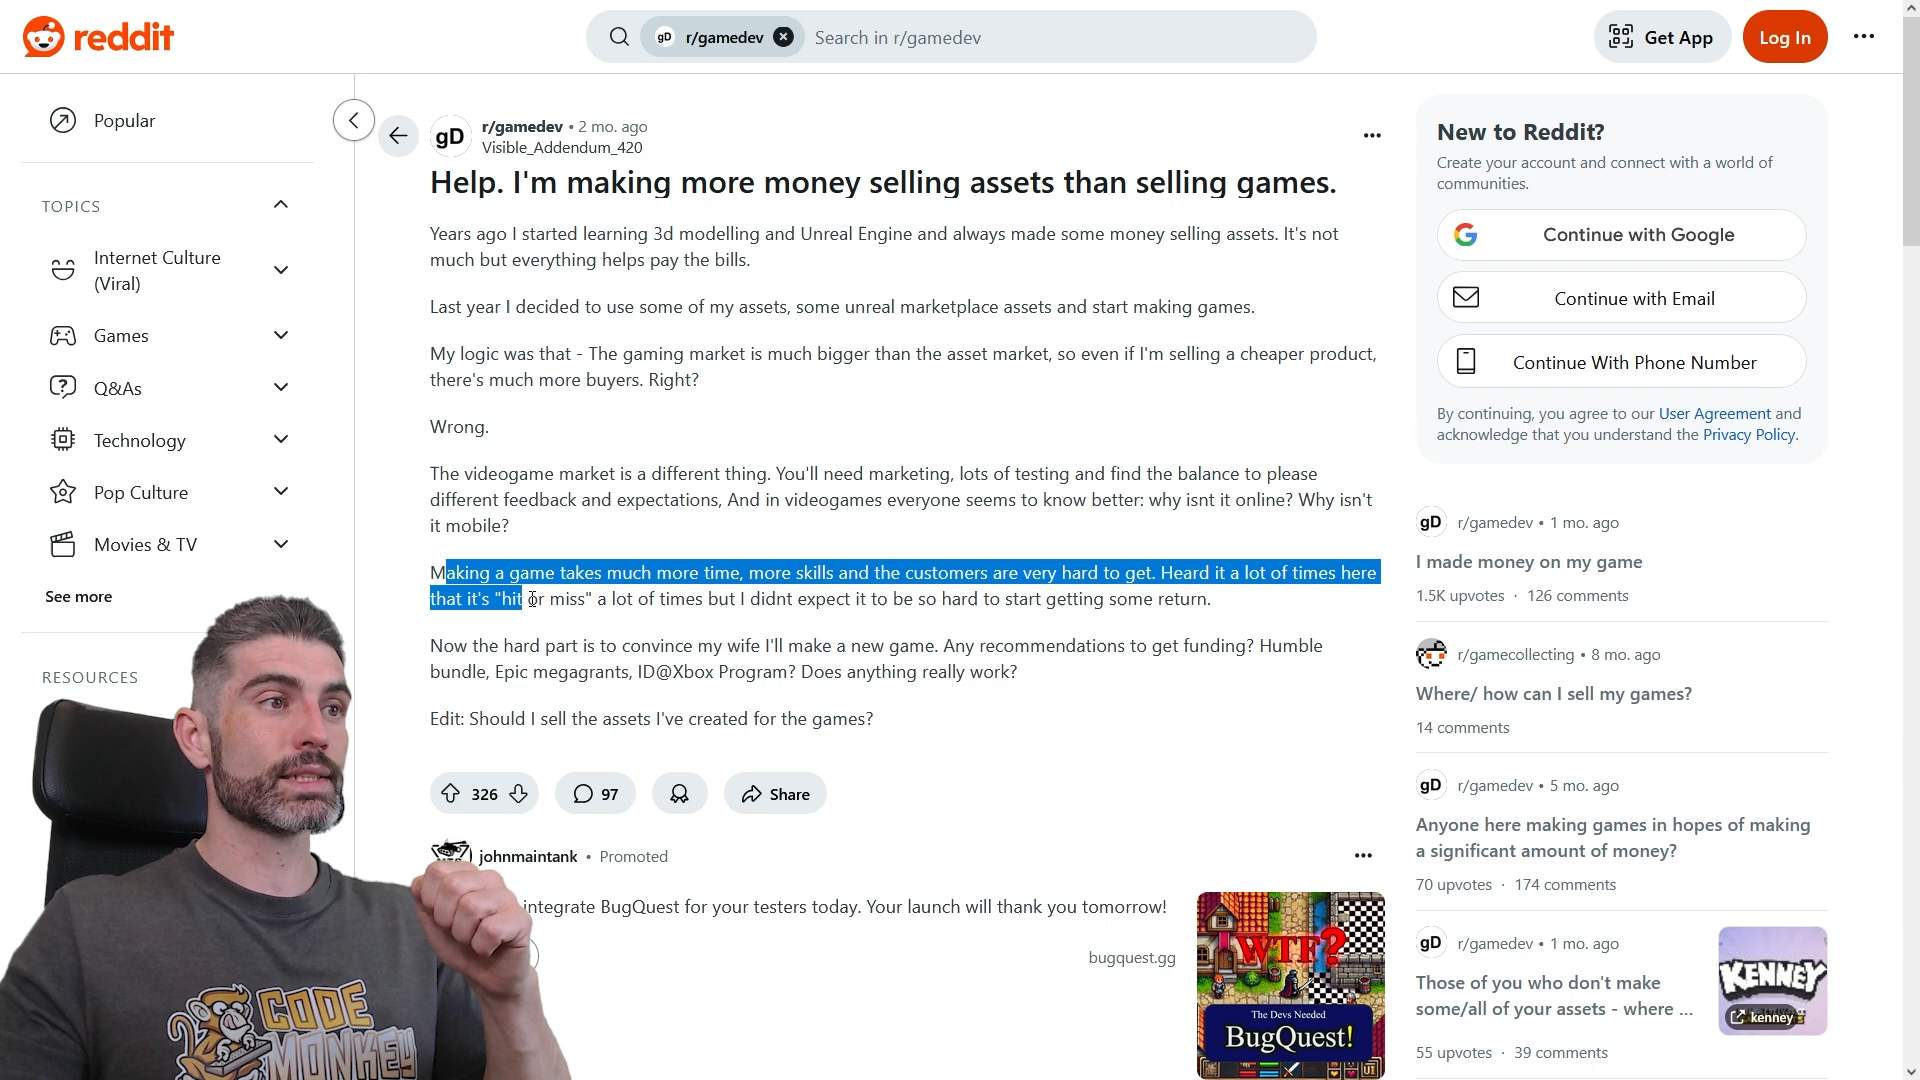 reddit
gD r/gamedev
Search in r/gamedev
Get App
Log In
Popular
TOPICS
Internet Culture
(Viral)
Games
Q&As
Technology
Pop Culture
Movies & TV
See more
RESOURCES
gD
r/gamedev • 2 mo. ago
Visible_Addendum_420
Help. I'm making more money selling assets than selling games.
Years ago I started learning 3d modelling and Unreal Engine and always made some money selling assets. It's not
much but everything helps pay the bills.
Last year I decided to use some of my assets, some unreal marketplace assets and start making games.
My logic was that - The gaming market is much bigger than the asset market, so even if I'm selling a cheaper product,
there's much more buyers. Right?
Wrong.
The videogame market is a different thing. You'll need marketing, lots of testing and find the balance to please
different feedback and expectations, And in videogames everyone seems to know better: why isnt it online? Why isn't
it mobile?
Making a game takes much more time, more skills and the customers are very hard to get. Heard it a lot of times here
that it's "hit or miss" a lot of times but I didnt expect it to be so hard to start getting some return.
Now the hard part is to convince my wife I'll make a new game. Any recommendations to get funding? Humble
bundle, Epic megagrants, ID@Xbox Program? Does anything really work?
Edit: Should I sell the assets I've created for the games?
326
97
Share
johnmaintank • Promoted
integrate BugQuest for your testers today. Your launch will thank you tomorrow!
bugquest.gg
WTF?
The Devs Needed
BugQuest!
UI
CODE
MONKEY
New to Reddit?
Create your account and connect with a world of
communities.
Continue with Google
Continue with Email
Continue With Phone Number
By continuing, you agree to our User Agreement and
acknowledge that you understand the Privacy Policy.
gD r/gamedev • 1 mo. ago
I made money on my game
1.5K upvotes · 126 comments
r/gamecollecting • 8 mo. ago
Where/ how can I sell my games?
14 comments
gD r/gamedev • 5 mo. ago
Anyone here making games in hopes of making
a significant amount of money?
70 upvotes · 174 comments
gD r/gamedev • 1 mo. ago
Those of you who don't make
some/all of your assets - where ...
55 upvotes · 39 comments
KENNEY
kenney